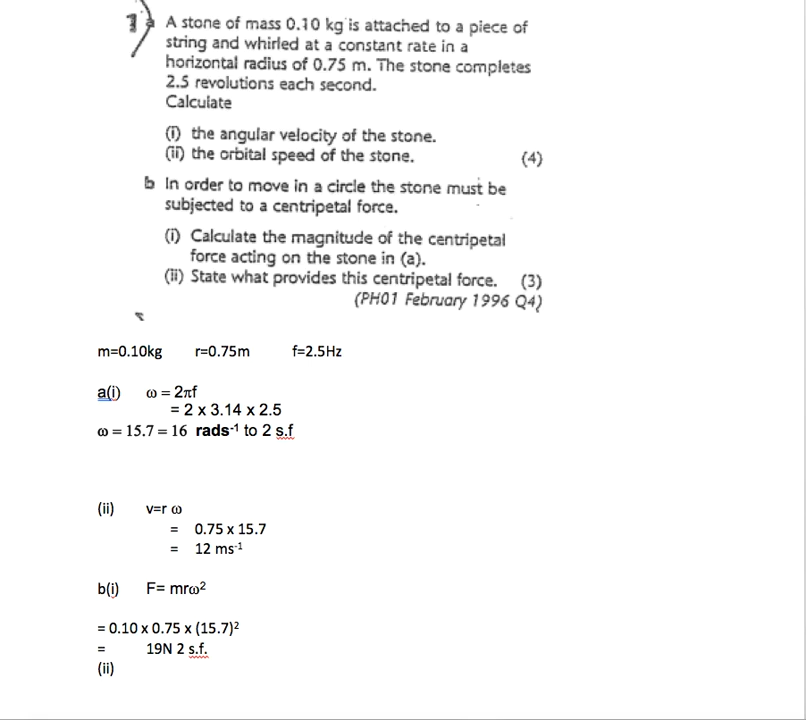 1 a A stone of mass 0.10 kg is attached to a piece of
string and whirled at a constant rate in a
horizontal radius of 0.75 m. The stone completes
2.5 revolutions each second.
Calculate
(i) the angular velocity of the stone.
(ii) the orbital speed of the stone. (4)
b In order to move in a circle the stone must be
subjected to a centripetal force.
(i) Calculate the magnitude of the centripetal
force acting on the stone in (a).
(ii) State what provides this centripetal force. (3)
(PH01 February 1996 Q4)
m=0.10kg r=0.75m f=2.5Hz
a(i) ω = 2πf
= 2 x 3.14 x 2.5
ω = 15.7 = 16 rads⁻¹ to 2 s.f
(ii) v=r ω
= 0.75 x 15.7
= 12 ms⁻¹
b(i) F= mrω²
= 0.10 x 0.75 x (15.7)²
= 19N 2 s.f.
(ii)